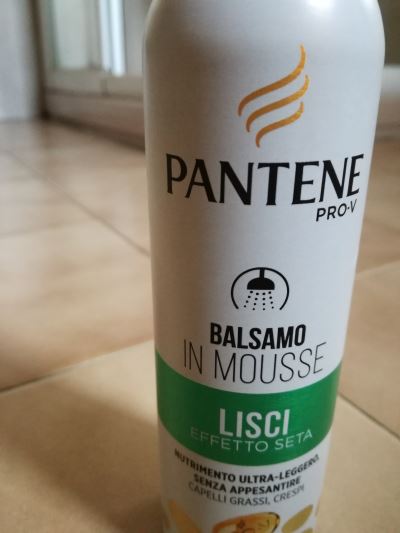 PANTENE
PRO-V
BALSAMO
IN MOUSSE
LISCI
EFFETTO SETA
NUTRIMENTO ULTRA-LEGGERO,
SENZA APPESANTIRE
CAPELLI GRASSI, CRESPI,